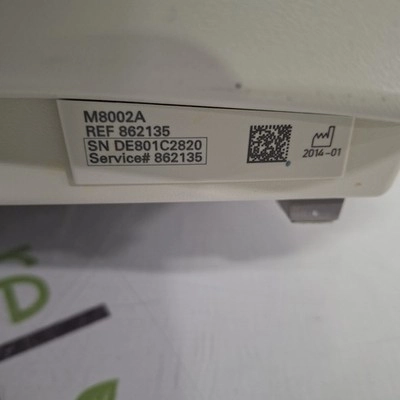 M8002A
REF 862135
SN DE801C2820
Service# 862135
2014-01